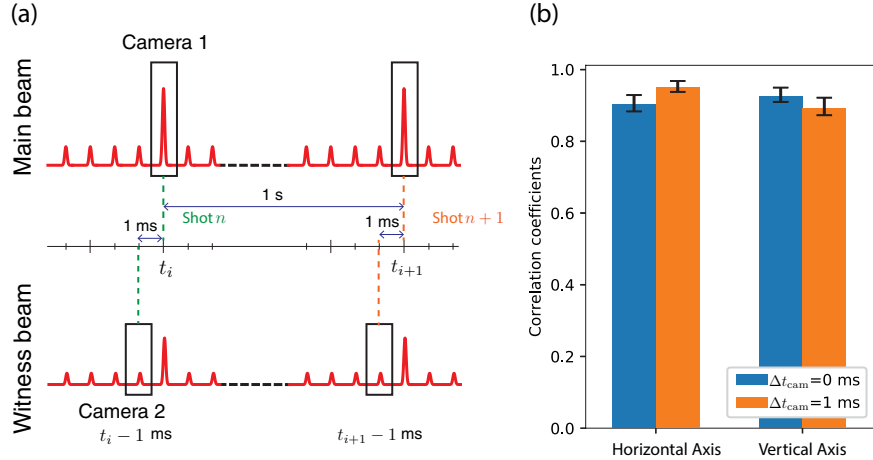 (a)
Camera 1
Main beam
1 s
Shot n
Shot n + 1
1 ms
1 ms
t_i
t_{i+1}
Witness beam
Camera 2
t_i − 1 ms
t_{i+1} − 1 ms
(b)
Correlation coefficients
1.0
0.8
0.6
0.4
0.2
0.0
Δt_cam=0 ms
Δt_cam=1 ms
Horizontal Axis
Vertical Axis